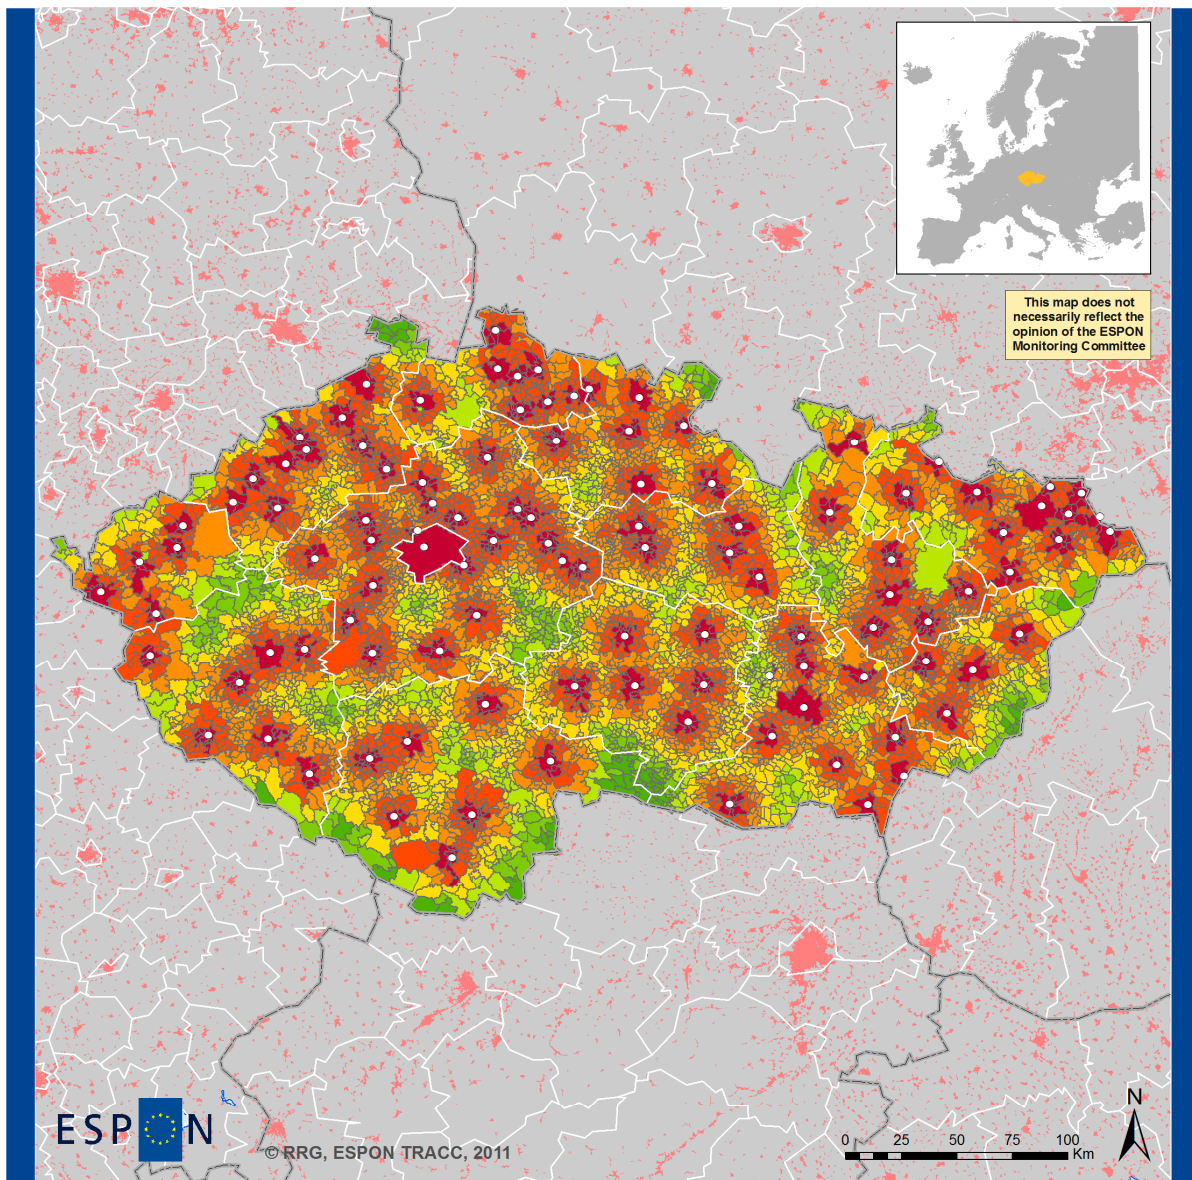 This map does not
necessarily reflect the
opinion of the ESPON
Monitoring Committee
ESPON
© RRG, ESPON TRACC, 2011
N
0 25 50 75 100
Km